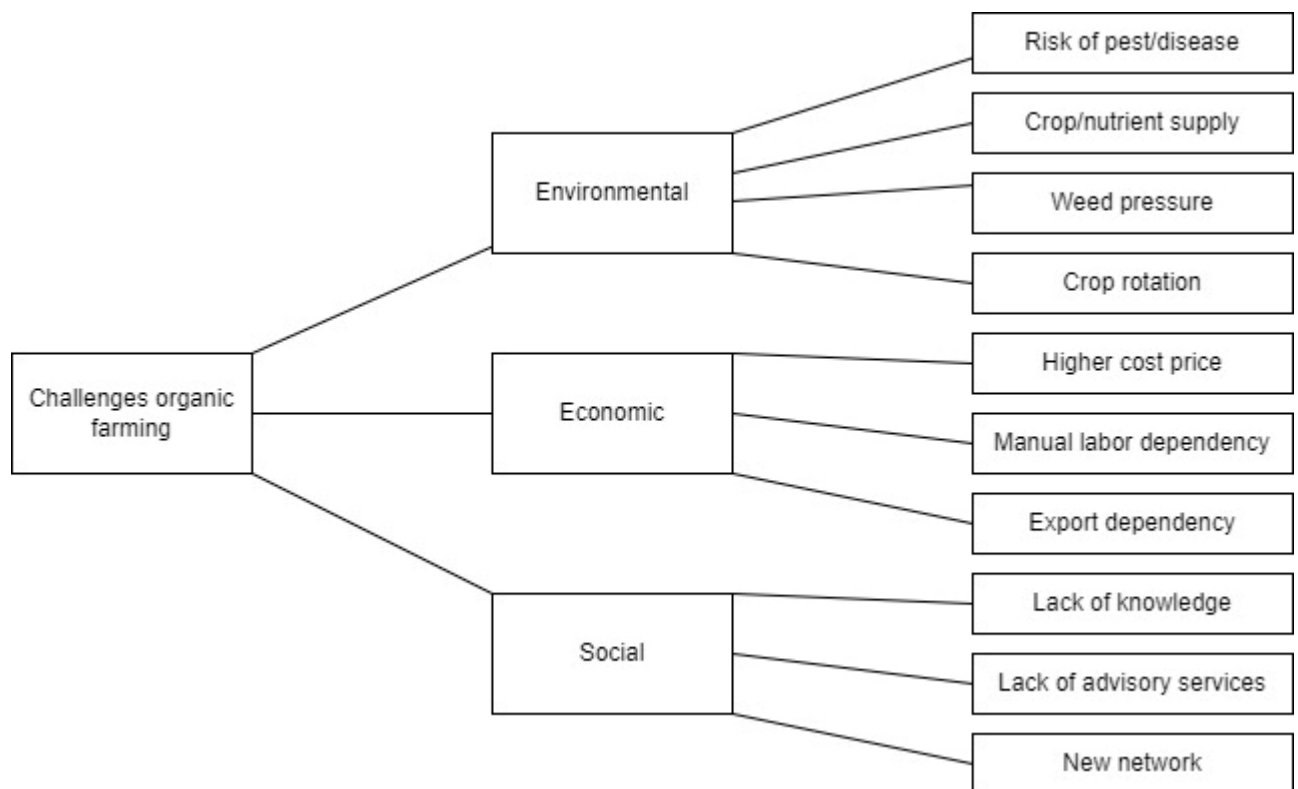 Challenges organic
farming
Environmental
Risk of pest/disease
Crop/nutrient supply
Weed pressure
Crop rotation
Economic
Higher cost price
Manual labor dependency
Export dependency
Social
Lack of knowledge
Lack of advisory services
New network